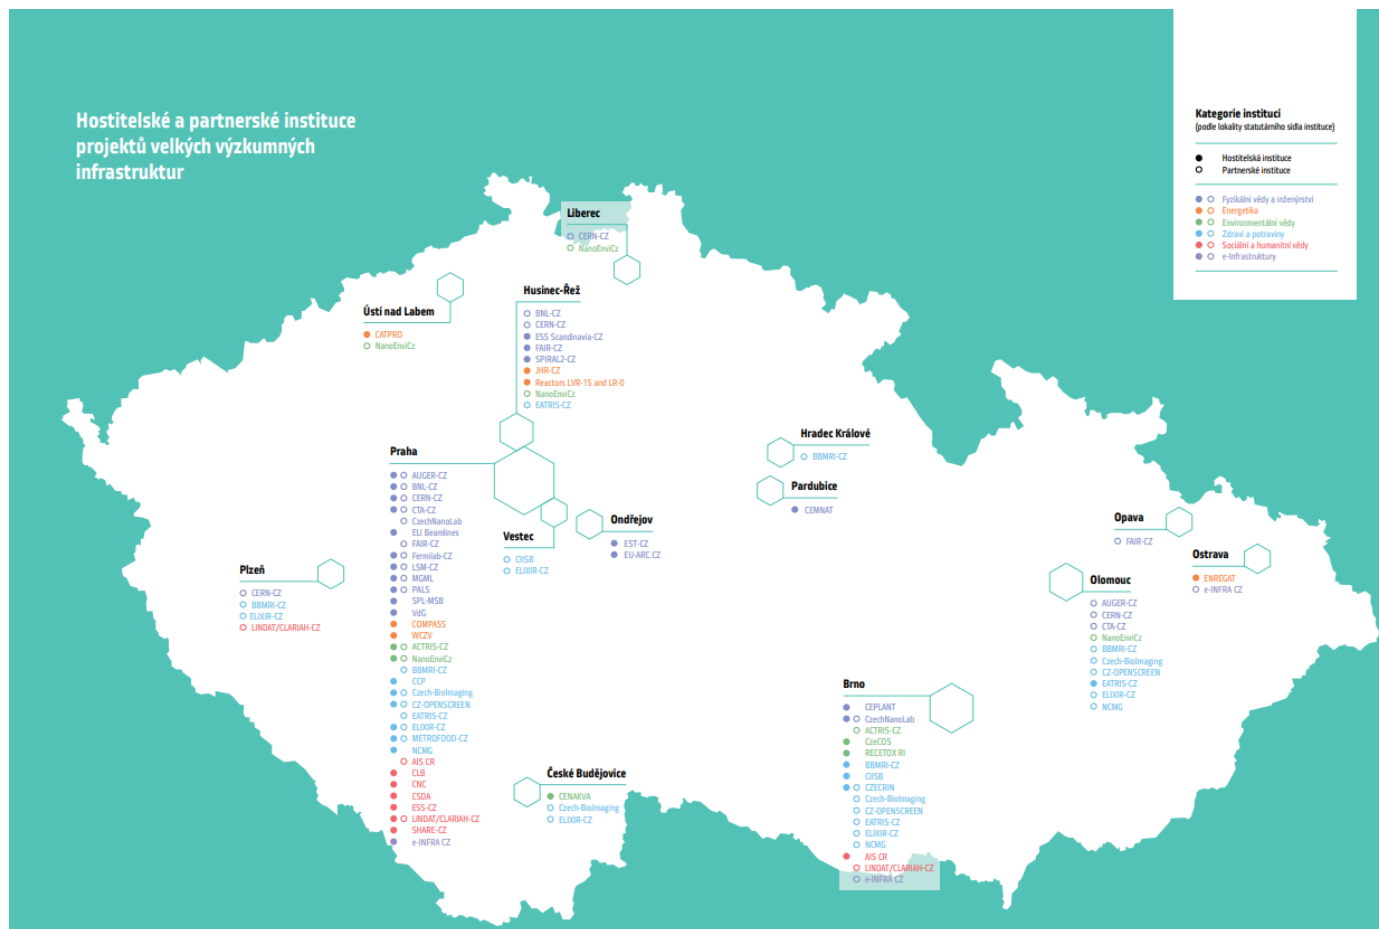 Hostitelské a partnerské instituce
projektů velkých výzkumných
infrastruktur
Kategorie institucí
(podle lokality statutárního sídla instituce)
Hostitelská instituce
Partnerské instituce
Fyzikální vědy a inženýrství
Energetika
Environmentální vědy
Zdraví a potraviny
Sociální a humanitní vědy
e-Infrastruktury
Liberec
CERN-CZ
NanoEnviCz
Ústí nad Labem
CATPRO
NanoEnviCz
Husinec-Řež
BNL-CZ
CERN-CZ
ESS Scandinavia-CZ
FAIR-CZ
SPIRAL2-CZ
JHR-CZ
Reactors LVR-15 and LR-0
NanoEnviCz
EATRIS-CZ
Praha
AUGER-CZ
BNL-CZ
CERN-CZ
CTA-CZ
CzechNanoLab
ELI Beamlines
FAIR-CZ
Fermilab-CZ
LSM-CZ
MGML
PALS
SPL-MSB
VdG
COMPASS
WCZV
ACTRIS-CZ
NanoEnviCz
BBMRI-CZ
CCP
Czech-BioImaging
CZ-OPENSCREEN
EATRIS-CZ
ELIXIR-CZ
METROFOOD-CZ
NCMG
AIS CR
CLB
CNC
CSDA
ESS-CZ
LINDAT/CLARIAH-CZ
SHARE-CZ
e-INFRA CZ
Hradec Králové
BBMRI-CZ
Pardubice
CEMNAT
Ondřejov
EST-CZ
EU-ARC.CZ
Vestec
CIISB
ELIXIR-CZ
Plzeň
CERN-CZ
BBMRI-CZ
ELIXIR-CZ
LINDAT/CLARIAH-CZ
Opava
FAIR-CZ
Ostrava
ENREGAT
e-INFRA CZ
Olomouc
AUGER-CZ
CERN-CZ
CTA-CZ
NanoEnviCz
BBMRI-CZ
Czech-BioImaging
CZ-OPENSCREEN
EATRIS-CZ
ELIXIR-CZ
NCMG
Brno
CEPLANT
CzechNanoLab
ACTRIS-CZ
CzeCOS
RECETOX RI
BBMRI-CZ
CIISB
CZECRIN
Czech-BioImaging
CZ-OPENSCREEN
EATRIS-CZ
ELIXIR-CZ
NCMG
AIS CR
LINDAT/CLARIAH-CZ
e-INFRA CZ
České Budějovice
CENAKVA
Czech-BioImaging
ELIXIR-CZ